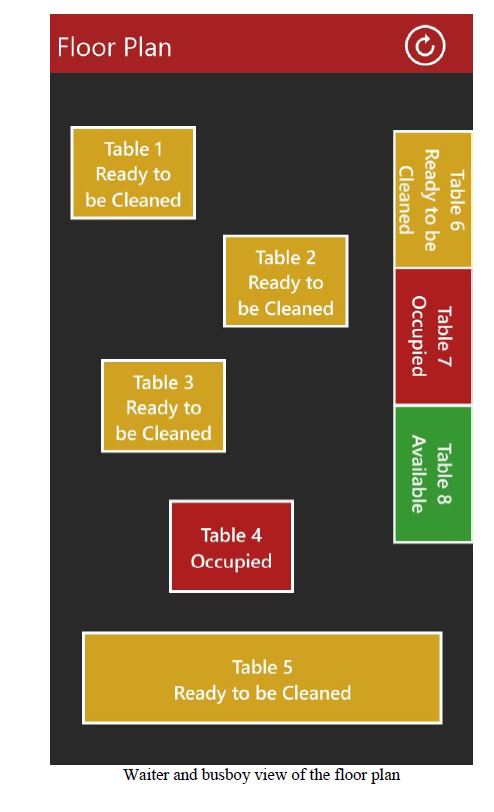 Floor Plan
Table 1
Ready to
be Cleaned
Table 2
Ready to
be Cleaned
Table 3
Ready to
be Cleaned
Table 4
Occupied
Table 5
Ready to be Cleaned
Table 6
Ready to be
Cleaned
Table 7
Occupied
Table 8
Available
Waiter and busboy view of the floor plan